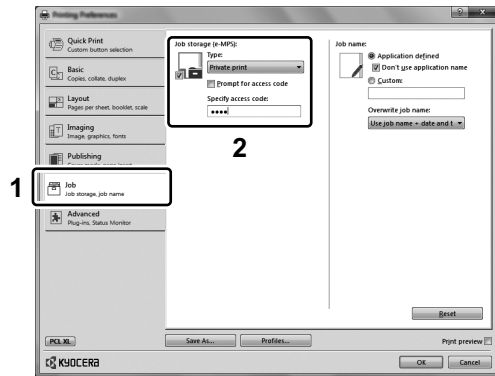 Printing Preferences
Quick Print
Custom button selection
Basic
Copies, collate, duplex
Layout
Pages per sheet, booklet, scale
Imaging
Image, graphics, fonts
Publishing
1
Job
Job storage, job name
Advanced
Plug-ins, Status Monitor
Job storage (e-MPS):
Type:
Private print
Prompt for access code
Specify access code:
••••
2
Job name:
Application defined
Don't use application name
Custom:
Overwrite job name:
Use job name + date and t
Reset
PCL XL
Save As...
Profiles...
Print preview
KYOCERA
OK
Cancel